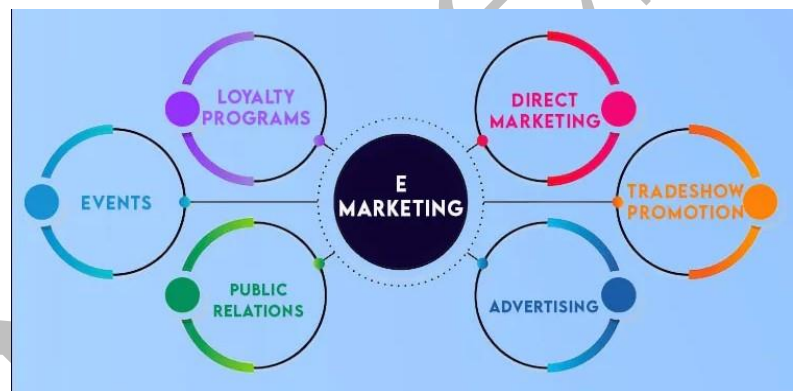 LOYALTY
PROGRAMS
DIRECT
MARKETING
EVENTS
E
MARKETING
TRADESHOW
PROMOTION
PUBLIC
RELATIONS
ADVERTISING